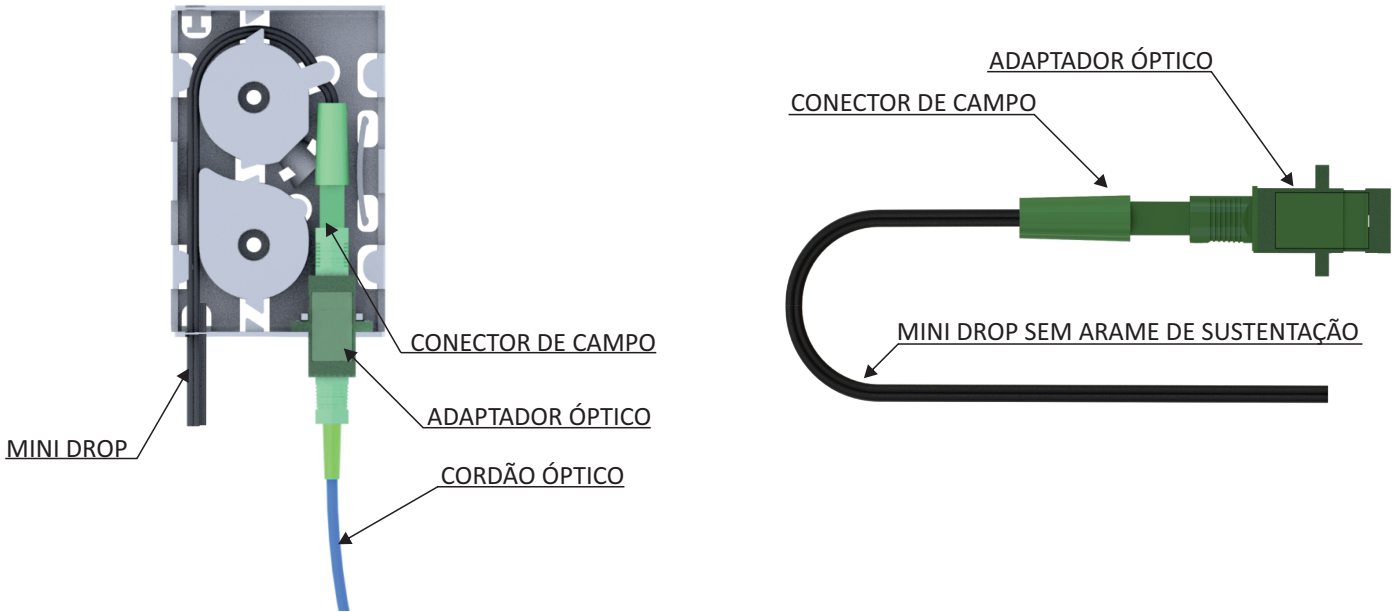 CONECTOR DE CAMPO
ADAPTADOR ÓPTICO
CORDÃO ÓPTICO
MINI DROP
ADAPTADOR ÓPTICO
CONECTOR DE CAMPO
MINI DROP SEM ARAME DE SUSTENTAÇÃO